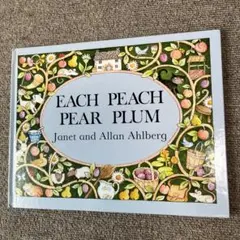 EACH PEACH
PEAR PLUM
Janet and Allan Ahlberg